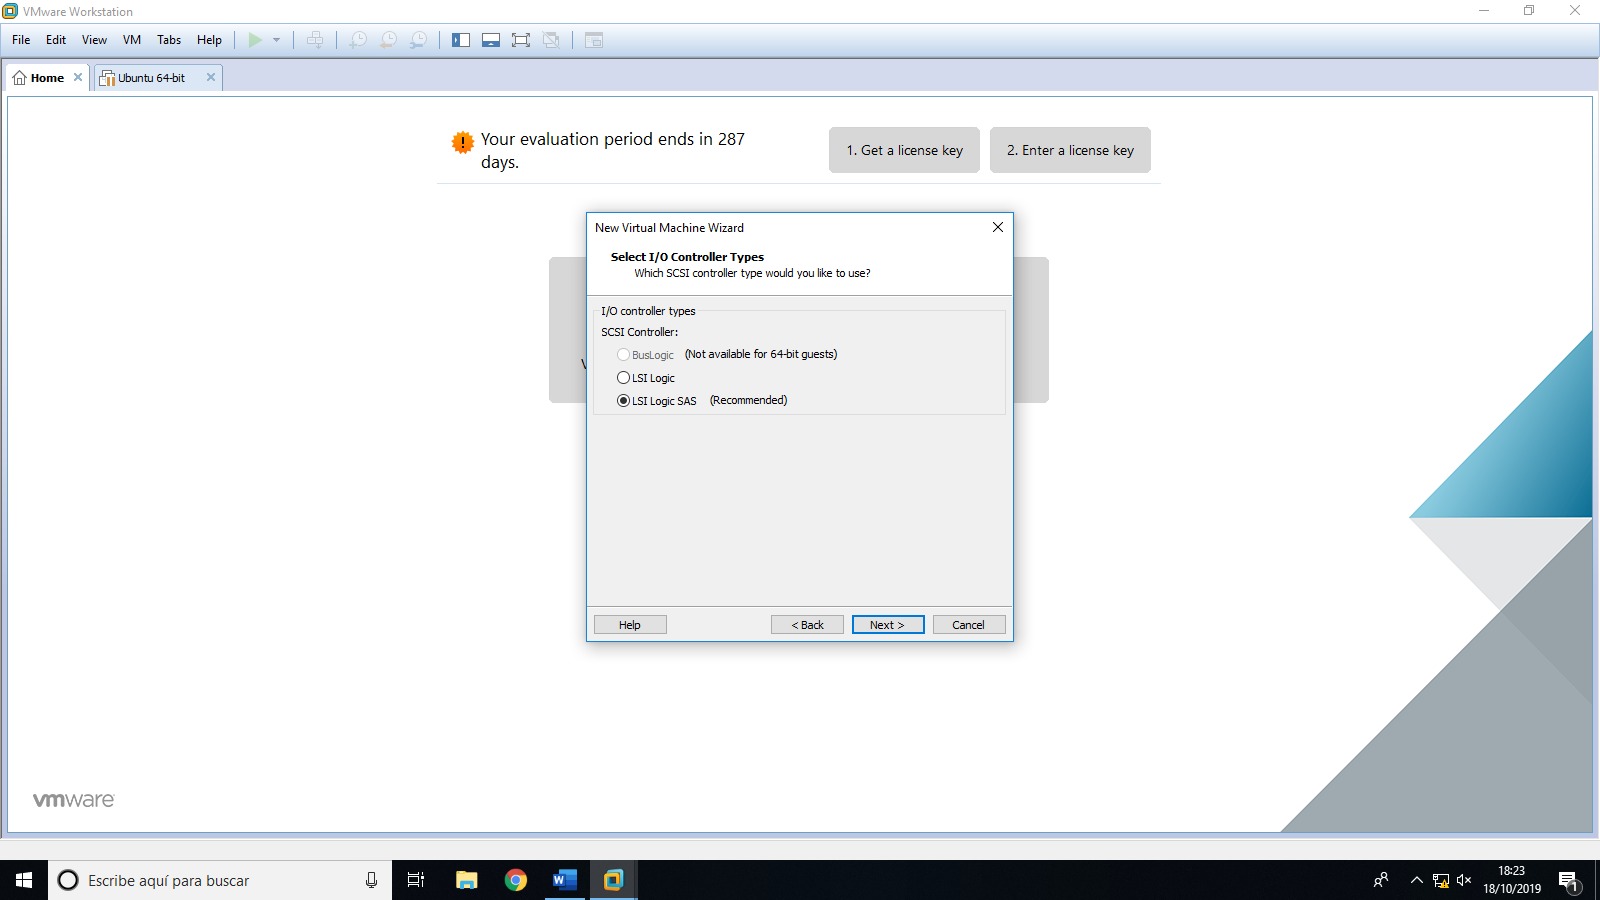 VMware Workstation
File Edit View VM Tabs Help
Home
Ubuntu 64-bit
Your evaluation period ends in 287
days.
1. Get a license key
2. Enter a license key
New Virtual Machine Wizard
Select I/O Controller Types
Which SCSI controller type would you like to use?
I/O controller types
SCSI Controller:
BusLogic (Not available for 64-bit guests)
LSI Logic
LSI Logic SAS (Recommended)
Help
< Back
Next >
Cancel
vmware
Escribe aquí para buscar
18:23
18/10/2019
1